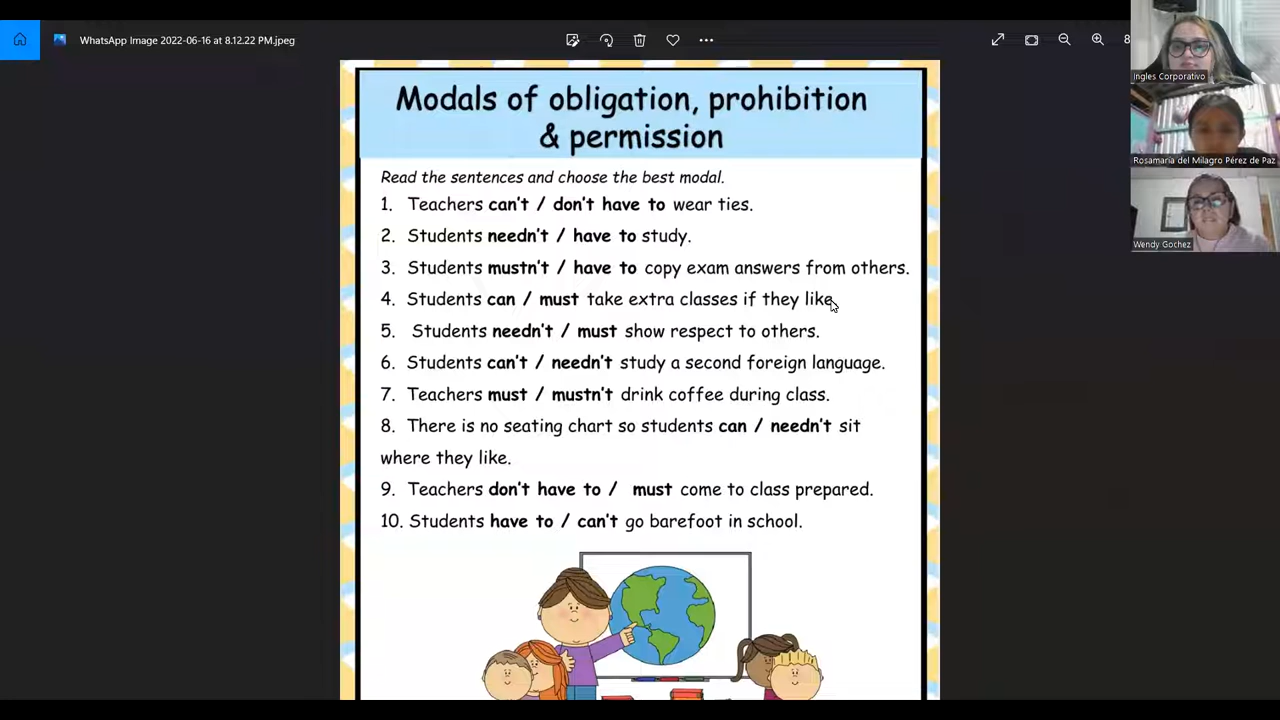 WhatsApp Image 2022-06-16 at 8.12.22 PM.jpeg
8
Ingles Corporativo
Rosamaria del Milagro Pérez de Paz
Wendy Gochez
Modals of obligation, prohibition
& permission
Read the sentences and choose the best modal.
1. Teachers can't / don't have to wear ties.
2. Students needn't / have to study.
3. Students mustn't / have to copy exam answers from others.
4. Students can / must take extra classes if they like.
5. Students needn't / must show respect to others.
6. Students can't / needn't study a second foreign language.
7. Teachers must / mustn't drink coffee during class.
8. There is no seating chart so students can / needn't sit
where they like.
9. Teachers don't have to / must come to class prepared.
10. Students have to / can't go barefoot in school.